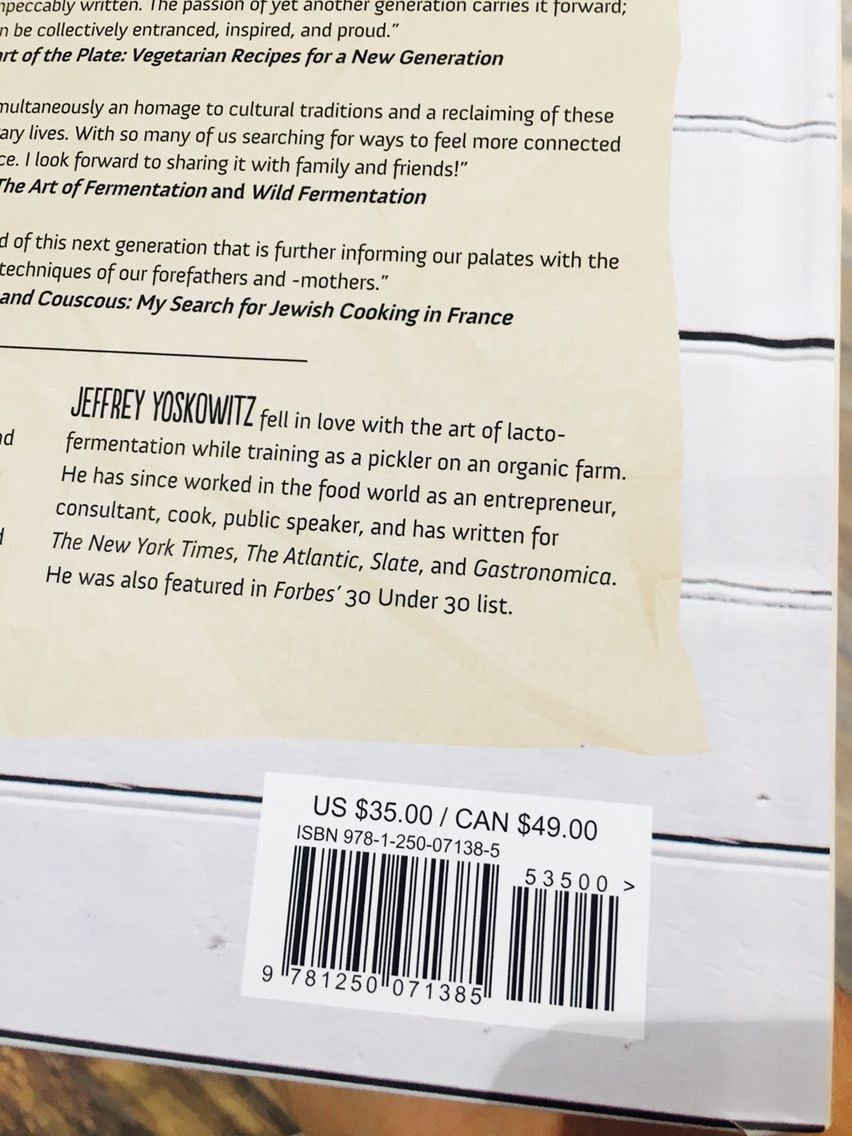 written. The passion of yet another generation carries it forward;
be collectively entranced, inspired, and proud.”
of the Plate: Vegetarian Recipes for a New Generation
an homage to cultural traditions and a reclaiming of these
lives. With so many of us searching for ways to feel more connected
I look forward to sharing it with family and friends!”
The Art of Fermentation and Wild Fermentation
of this next generation that is further informing our palates with the
techniques of our forefathers and -mothers.”
and Couscous: My Search for Jewish Cooking in France
JEFFREY YOSKOWITZ fell in love with the art of lacto-
fermentation while training as a pickler on an organic farm.
He has since worked in the food world as an entrepreneur,
consultant, cook, public speaker, and has written for
The New York Times, The Atlantic, Slate, and Gastronomica.
He was also featured in Forbes’ 30 Under 30 list.
US $35.00 / CAN $49.00
ISBN 978-1-250-07138-5
53500 >
9 781250 071385